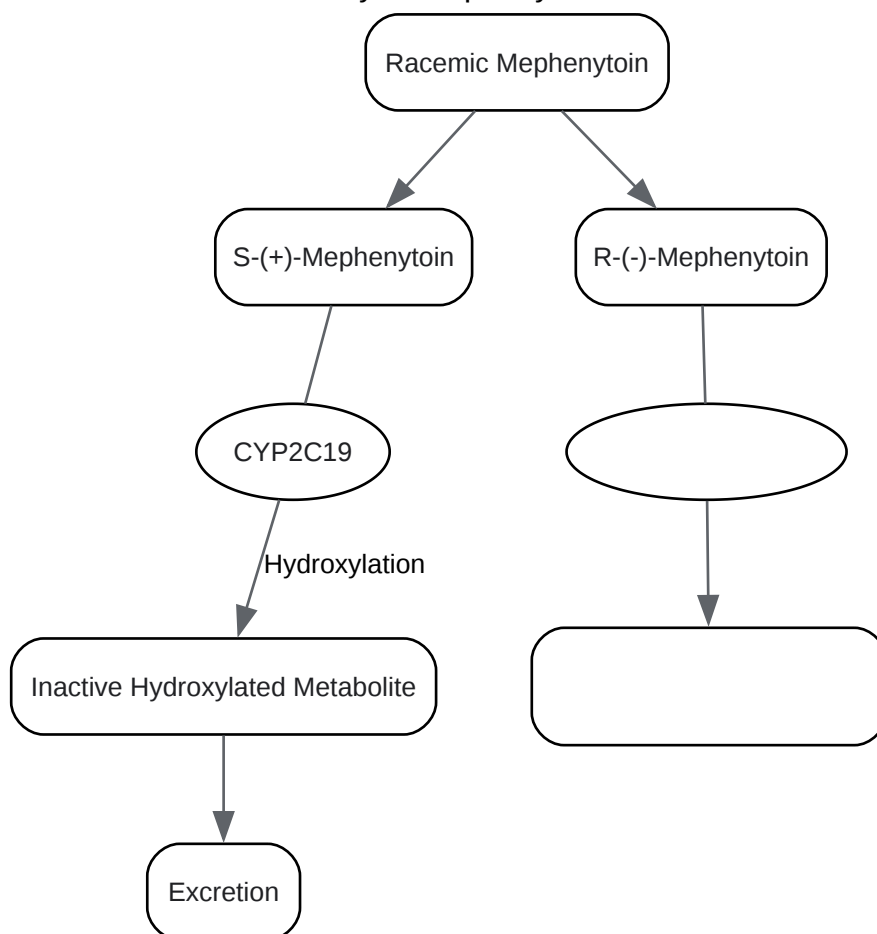 Racemic Mephenytoin
S-(+)-Mephenytoin
R-(-)-Mephenytoin
CYP2C19
Hydroxylation
Inactive Hydroxylated Metabolite
Excretion